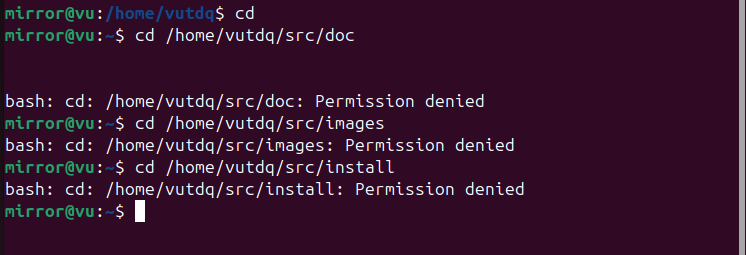 mirror@vu:/home/vutdq$ cd
mirror@vu:~$ cd /home/vutdq/src/doc
bash: cd: /home/vutdq/src/doc: Permission denied
mirror@vu:~$ cd /home/vutdq/src/images
bash: cd: /home/vutdq/src/images: Permission denied
mirror@vu:~$ cd /home/vutdq/src/install
bash: cd: /home/vutdq/src/install: Permission denied
mirror@vu:~$